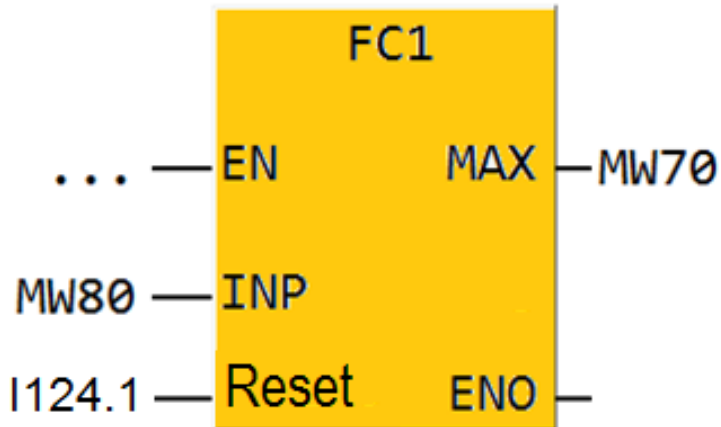 FC1
... EN MAX MW70
MW80 INP
I124.1 Reset ENO